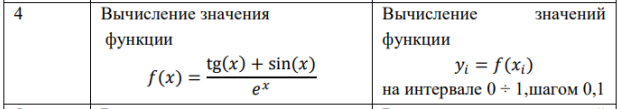 4
Вычисление значения
функции
f(x) = (tg(x) + sin(x)) / e^x
Вычисление значений
функции
y_i = f(x_i)
на интервале 0 ÷ 1,шагом 0,1